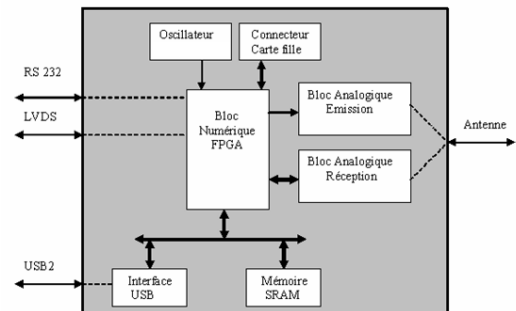 Oscillateur
Connecteur
Carte fille
RS 232
LVDS
Bloc
Numérique
FPGA
Bloc Analogique
Emission
Antenne
Bloc Analogique
Réception
USB2
Interface
USB
Mémoire
SRAM